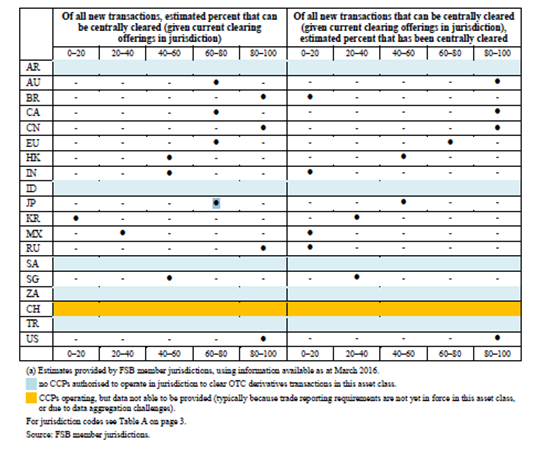 Of all new transactions, estimated percent that can be centrally cleared (given current clearing offerings in jurisdiction) Of all new transactions that can be centrally cleared (given current clearing offerings in jurisdiction), estimated percent that has been centrally cleared
0–20 20–40 40–60 60–80 80–100 0–20 20–40 40–60 60–80 80–100
AR
AU - - - ● - - - - - ●
BR - - - - ● ● - - - -
CA - - - ● - - - - - ●
CN - - - - ● - - - - ●
EU - - - ● - - - - ● -
HK - - ● - - - - ● - -
IN - - ● - - ● - - - -
ID
JP - - - ● - - - ● - -
KR ● - - - - - ● - - -
MX - ● - - - ● - - - -
RU - - - - ● ● - - - -
SA
SG - - ● - - - ● - - -
ZA
CH
TR
US - - - - ● - - - - ●
0–20 20–40 40–60 60–80 80–100 0–20 20–40 40–60 60–80 80–100
(a) Estimates provided by FSB member jurisdictions, using information available as at March 2016.
no CCPs authorised to operate in jurisdiction to clear OTC derivatives transactions in this asset class.
CCPs operating, but data not able to be provided (typically because trade reporting requirements are not yet in force in this asset class,
or due to data aggregation challenges).
For jurisdiction codes see Table A on page 3.
Source: FSB member jurisdictions.